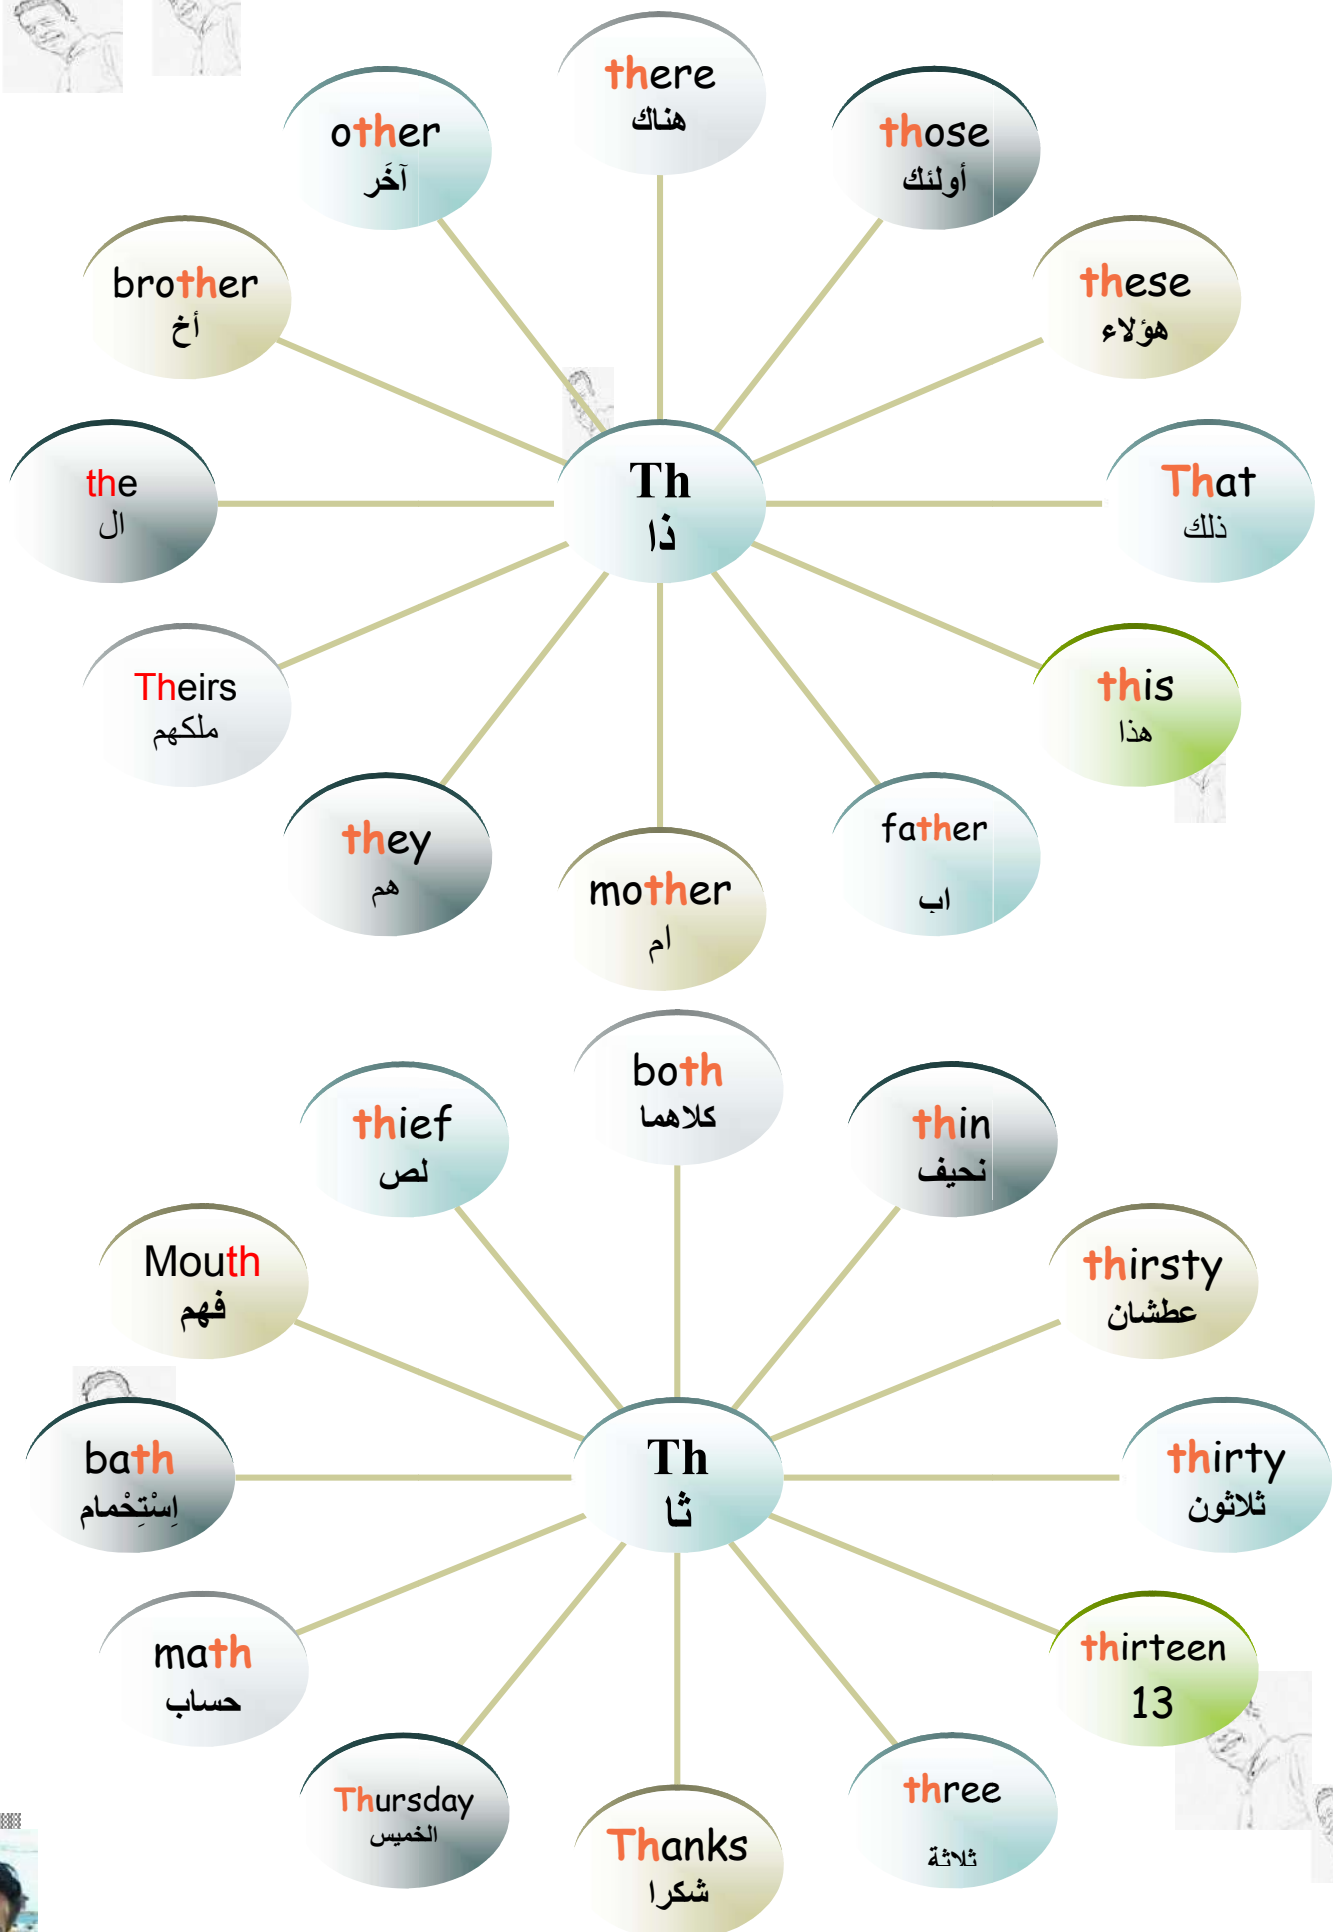 there
هناك
other
آخَر
those
أولئك
brother
أخ
these
هؤلاء
the
ال
Th
ذا
That
ذلك
Theirs
ملكهم
this
هذا
they
هم
mother
ام
father
اب
both
كلاهما
thief
لص
thin
نحيف
Mouth
فهم
thirsty
عطشان
bath
اِسْتِحْمام
Th
ثا
thirty
ثلاثون
math
حساب
thirteen
13
Thursday
الخميس
Thanks
شكرا
three
ثلاثة